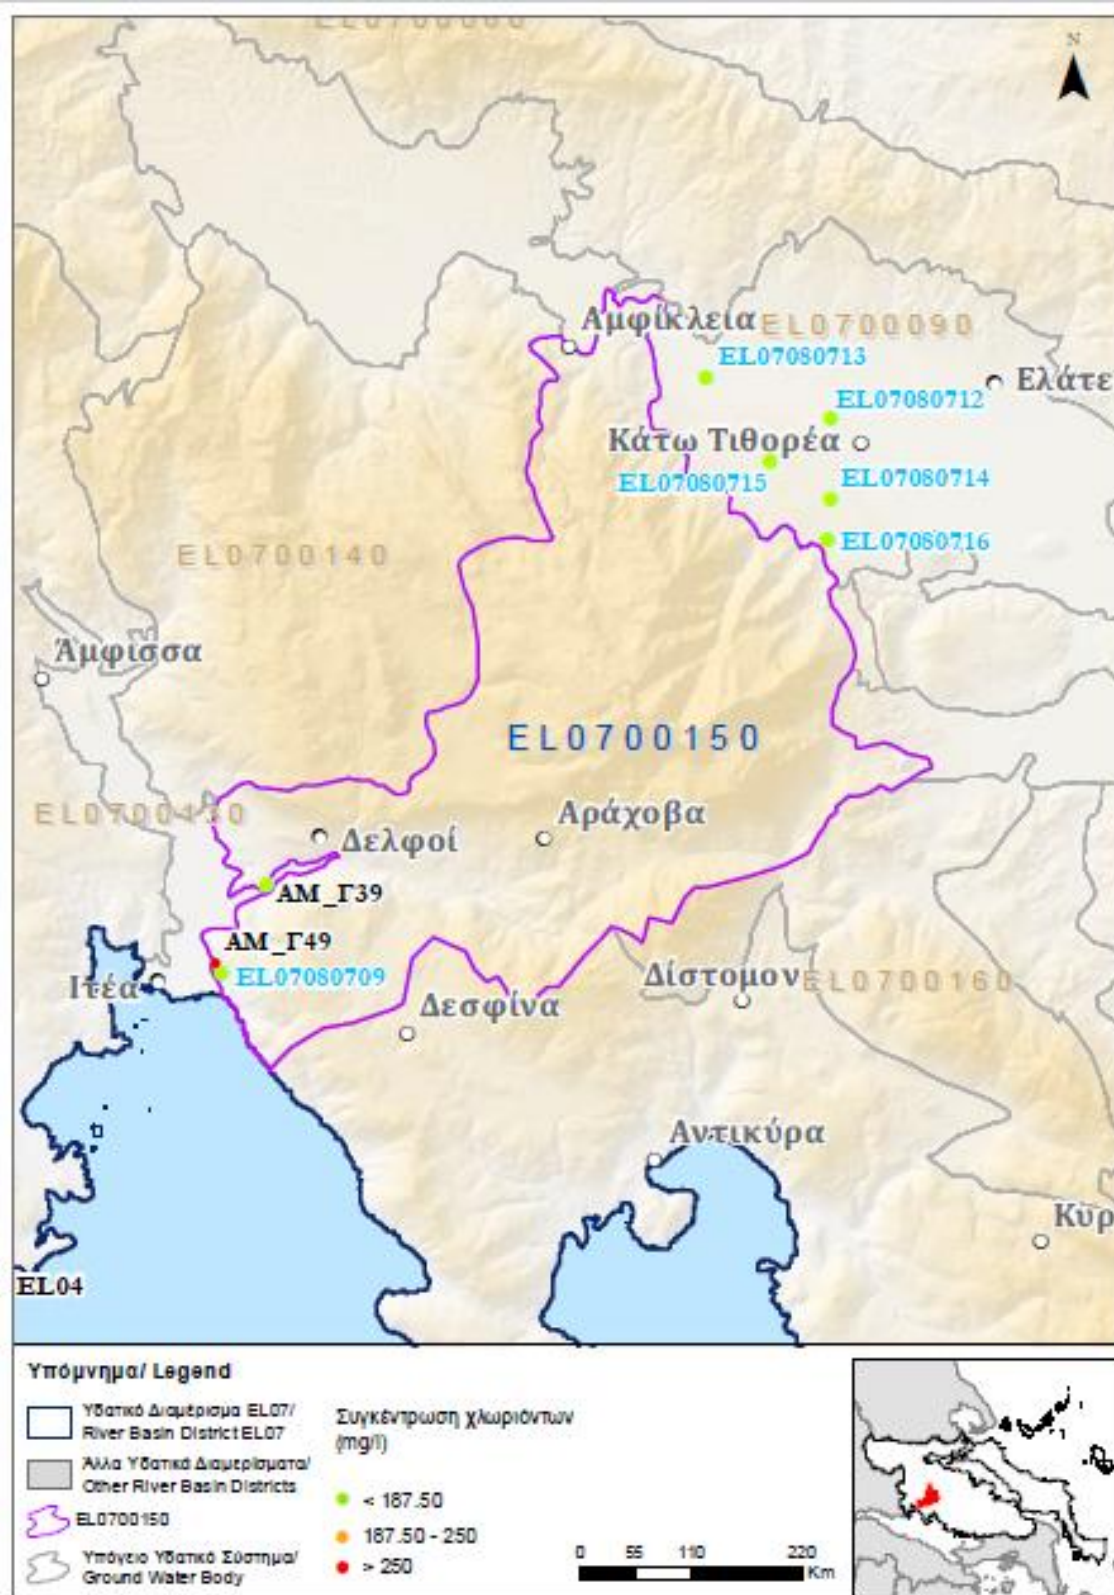 N
Αμφίκλεια
EL0700090
EL07080713
Ελάτε
EL07080712
Κάτω Τιθορέα
EL07080715
EL07080714
EL07080716
EL0700140
Άμφισσα
EL0700150
EL0700130
Αράχοβα
Δελφοί
ΑΜ_Γ39
ΑΜ_Γ49
EL07080709
Ιτέα
Δίστομον
EL0700160
Δεσφίνα
Αντικύρα
Κυρ
EL04
Υπόμνημα/ Legend
Υδατικό Διαμέρισμα EL07/
River Basin District EL07
Άλλα Υδατικά Διαμερίσματα/
Other River Basin Districts
EL0700150
Υπόγειο Υδατικό Σύστημα/
Ground Water Body
Συγκέντρωση χλωριόντων
(mg/l)
< 187.50
187.50 - 250
> 250
0 55 110 220
Km